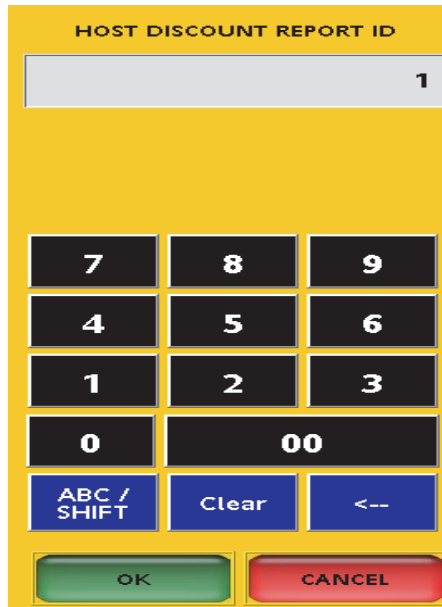 HOST DISCOUNT REPORT ID
1
7 8 9
4 5 6
1 2 3
0 00
ABC / SHIFT Clear <--
OK CANCEL